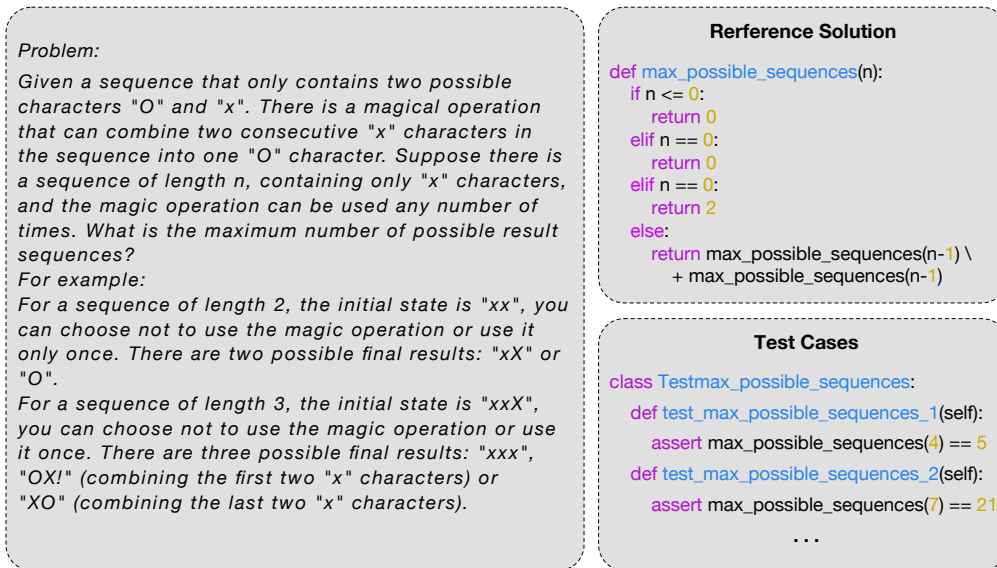 Problem:
Given a sequence that only contains two possible
characters "O" and "x". There is a magical operation
that can combine two consecutive "x" characters in
the sequence into one "O" character. Suppose there is
a sequence of length n, containing only "x" characters,
and the magic operation can be used any number of
times. What is the maximum number of possible result
sequences?
For example:
For a sequence of length 2, the initial state is "xx", you
can choose not to use the magic operation or use it
only once. There are two possible final results: "xX" or
"O".
For a sequence of length 3, the initial state is "xxX",
you can choose not to use the magic operation or use
it once. There are three possible final results: "xxx",
"OX!" (combining the first two "x" characters) or
"XO" (combining the last two "x" characters).
Rerference Solution
def max_possible_sequences(n):
if n <= 0:
return 0
elif n == 0:
return 0
elif n == 0:
return 2
else:
return max_possible_sequences(n-1) \
+ max_possible_sequences(n-1)
Test Cases
class Testmax_possible_sequences:
def test_max_possible_sequences_1(self):
assert max_possible_sequences(4) == 5
def test_max_possible_sequences_2(self):
assert max_possible_sequences(7) == 21
. . .